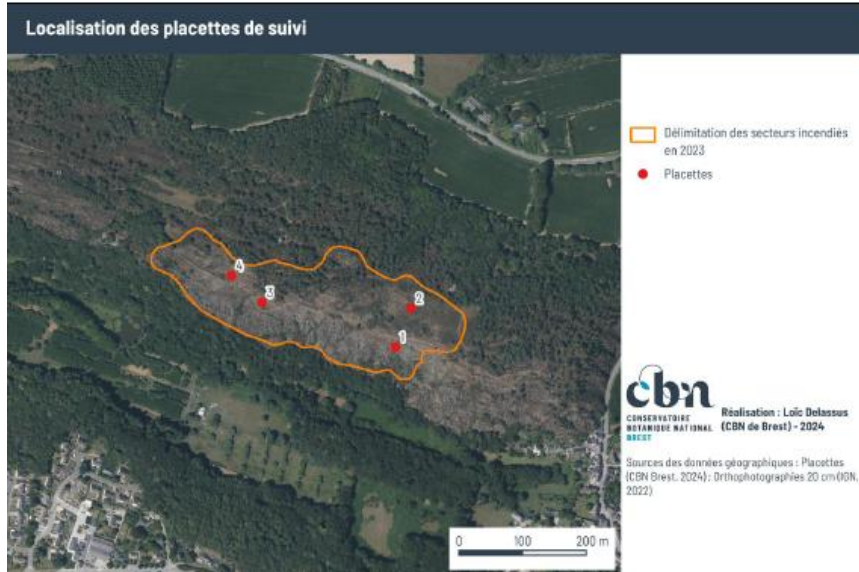 Localisation des placettes de suivi
Délimitation des secteurs incendiés
en 2023
Placettes
4
3
2
1
cbn
CONSERVATOIRE
BOTANIQUE NATIONAL
BREST
Réalisation : Loïc Delassus
(CBN de Brest) - 2024
Sources des données géographiques : Placettes
(CBN Brest, 2024) ; Orthophotographies 20 cm (IGN,
2022)
0 100 200 m